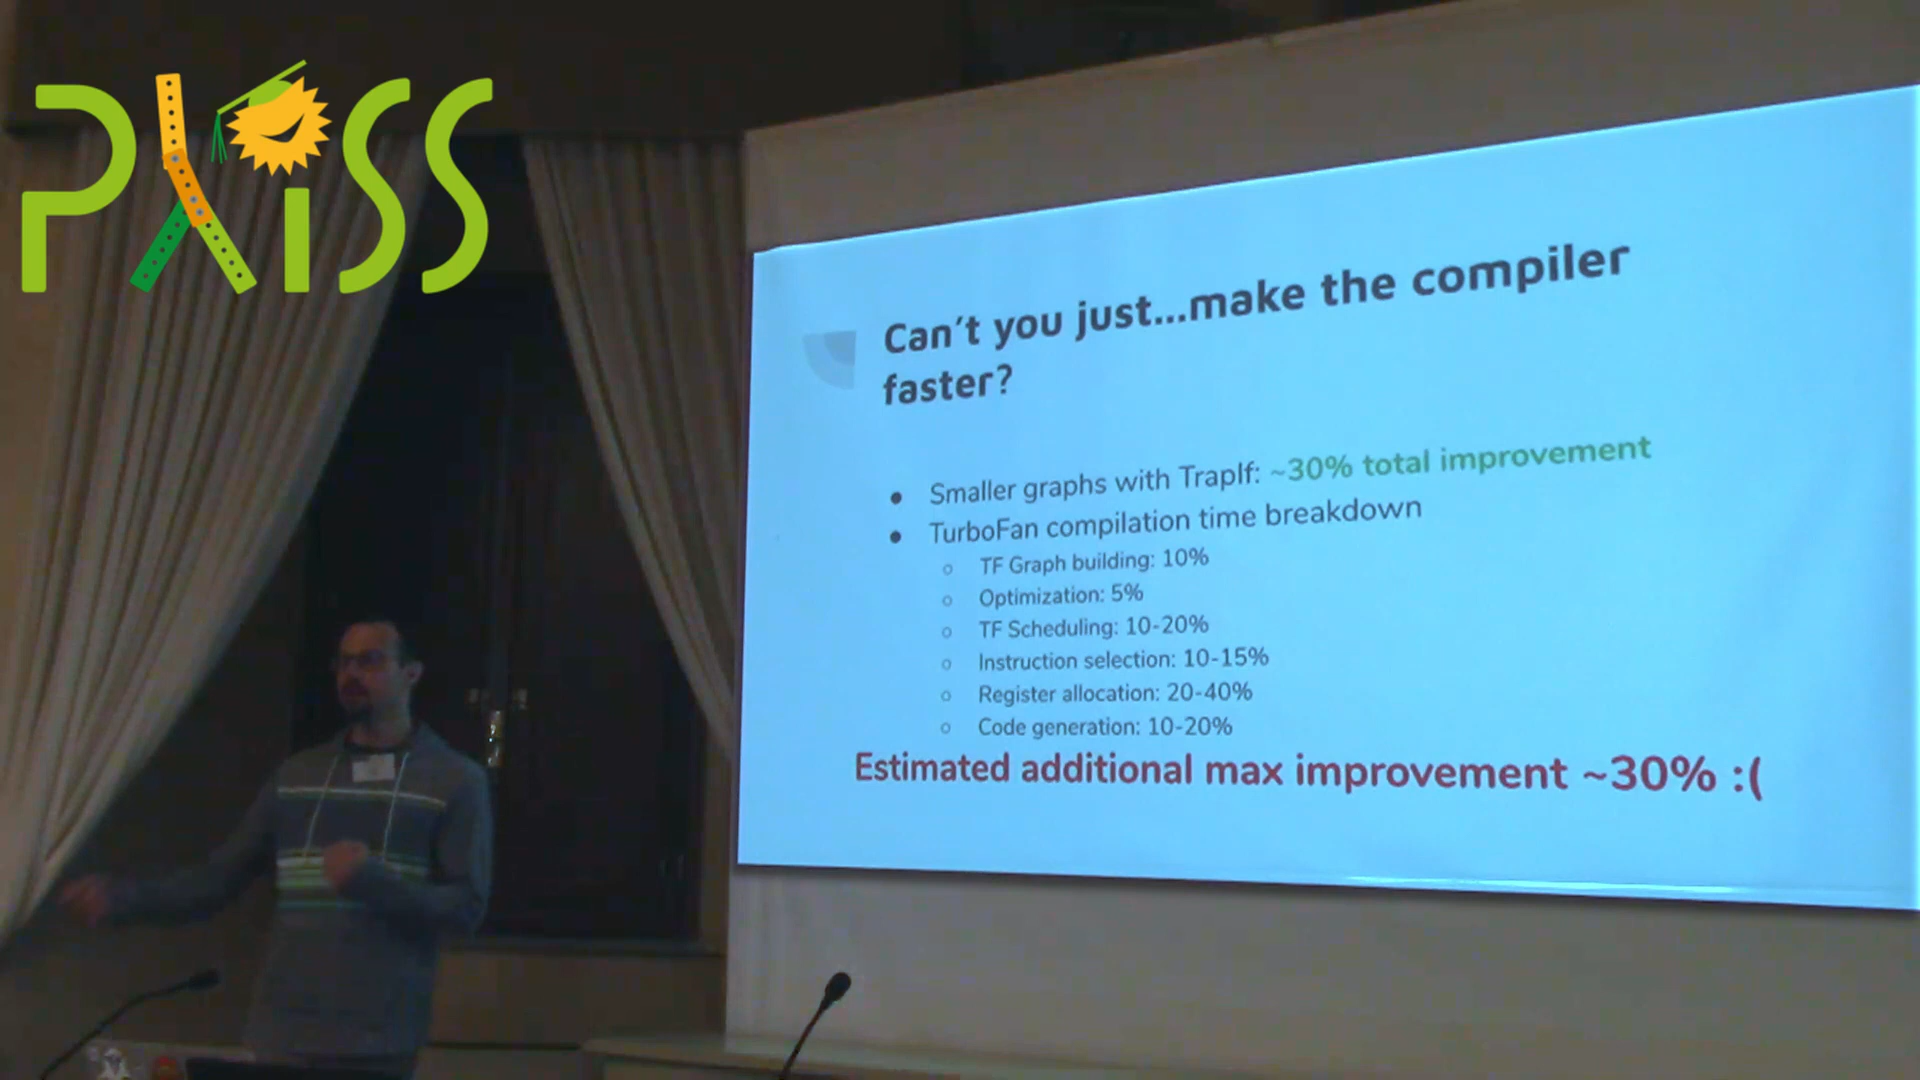 PLISS
Can't you just...make the compiler
faster?
● Smaller graphs with TrapIf: ~30% total improvement
● TurboFan compilation time breakdown
○ TF Graph building: 10%
○ Optimization: 5%
○ TF Scheduling: 10-20%
○ Instruction selection: 10-15%
○ Register allocation: 20-40%
○ Code generation: 10-20%
Estimated additional max improvement ~30% :(